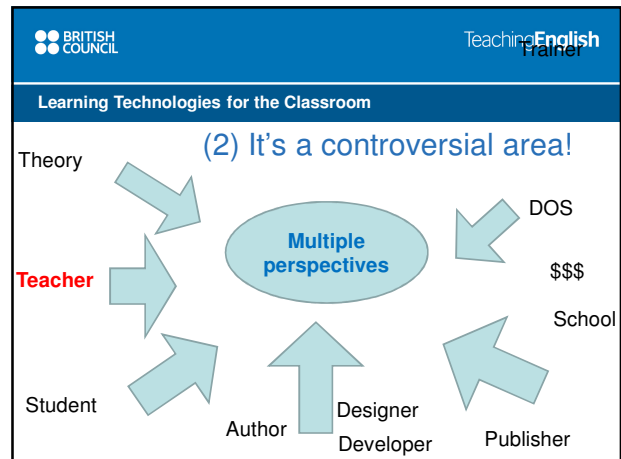 BRITISH
COUNCIL
TeachingEnglish
Trainer
Learning Technologies for the Classroom
(2) It's a controversial area!
Theory
DOS
Multiple
perspectives
Teacher
$$$
School
Student
Author
Designer
Developer
Publisher